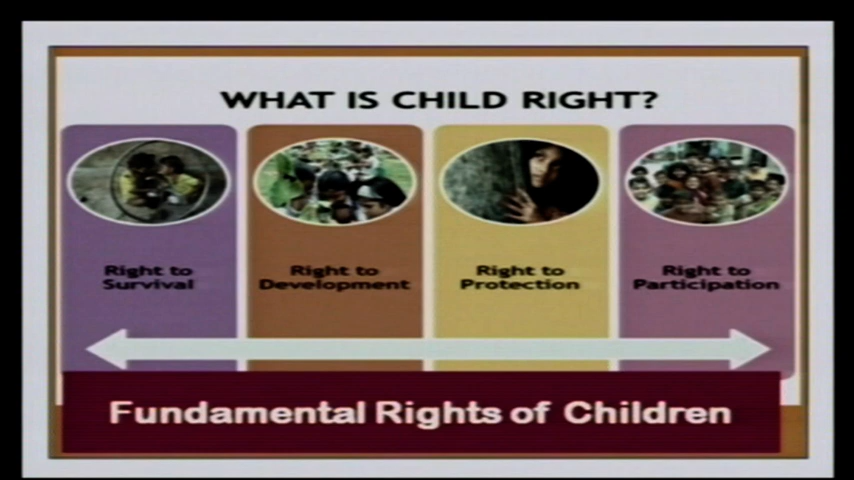 WHAT IS CHILD RIGHT?
Right to
Survival
Right to
Development
Right to
Protection
Right to
Participation
Fundamental Rights of Children